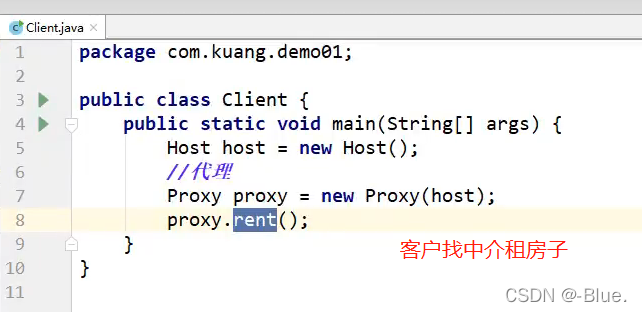 Client.java
1 package com.kuang.demo01;
2
3 public class Client {
4 public static void main(String[] args) {
5 Host host = new Host();
6 //代理
7 Proxy proxy = new Proxy(host);
8 proxy.rent();
9 }
客户找中介租房子
10 }
11
CSDN @-Blue.